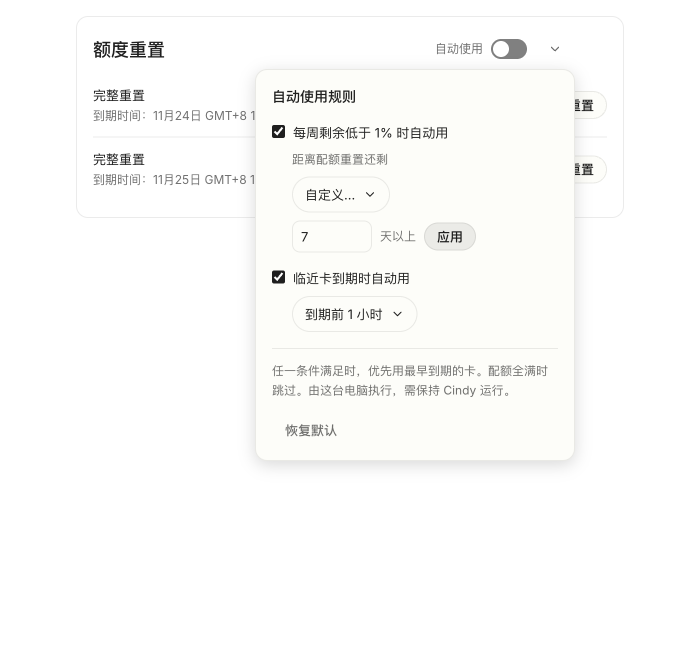 额度重置
自动使用
完整重置
到期时间：11月24日 GMT+8 1
重置
完整重置
到期时间：11月25日 GMT+8 1
重置
自动使用规则
每周剩余低于 1% 时自动用
距离配额重置还剩
自定义...
7 天以上 应用
临近卡到期时自动用
到期前 1 小时
任一条件满足时，优先用最早到期的卡。配额全满时
跳过。由这台电脑执行，需保持 Cindy 运行。
恢复默认